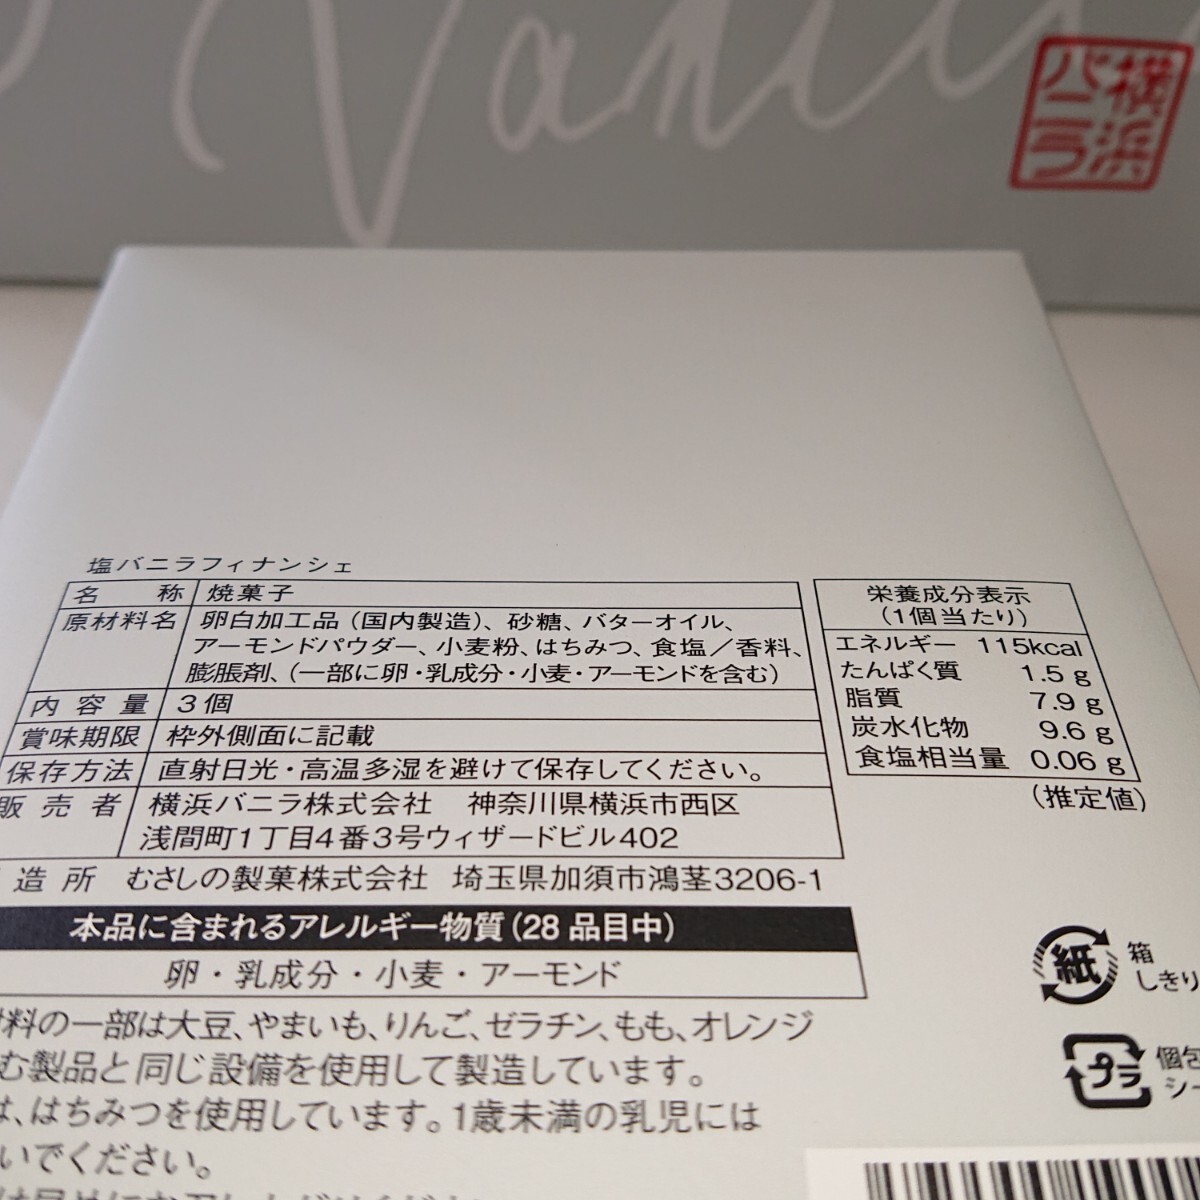 Vanill
横浜
バニラ
塩バニラフィナンシェ
名称 焼菓子
原材料名 卵白加工品(国内製造)、砂糖、バターオイル、
アーモンドパウダー、小麦粉、はちみつ、食塩/香料、
膨脹剤、(一部に卵・乳成分・小麦・アーモンドを含む)
内容量 3個
賞味期限 枠外側面に記載
保存方法 直射日光・高温多湿を避けて保存してください。
販売者 横浜バニラ株式会社 神奈川県横浜市西区
浅間町1丁目4番3号ウィザードビル402
造所 むさしの製菓株式会社 埼玉県加須市鴻茎3206-1
栄養成分表示
(1個当たり)
エネルギー 115kcal
たんぱく質 1.5g
脂質 7.9g
炭水化物 9.6g
食塩相当量 0.06g
(推定値)
本品に含まれるアレルギー物質(28品目中)
卵・乳成分・小麦・アーモンド
材料の一部は大豆、やまいも、りんご、ゼラチン、もも、オレンジ
む製品と同じ設備を使用して製造しています。
は、はちみつを使用しています。1歳未満の乳児には
いでください。
紙
箱
しきり
プラ
個包
シー